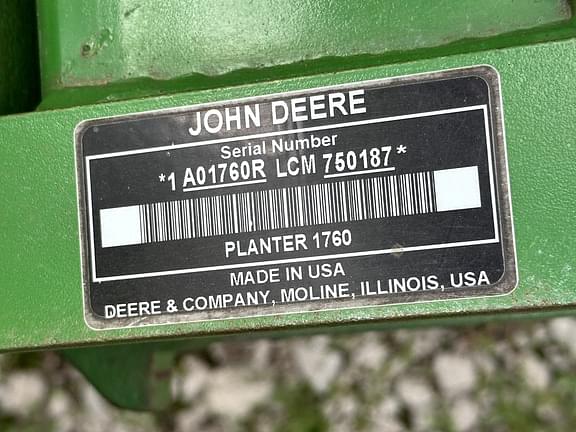 JOHN DEERE
Serial Number
*1 A01760R LCM 750187*
PLANTER 1760
MADE IN USA
DEERE & COMPANY, MOLINE, ILLINOIS, USA